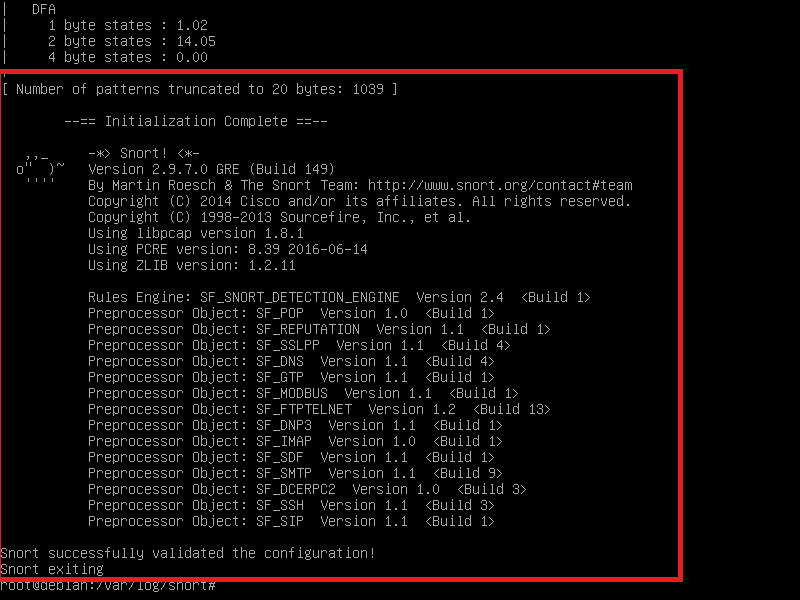 |   DFA
|     1 byte states : 1.02
|     2 byte states : 14.05
|     4 byte states : 0.00
[ Number of patterns truncated to 20 bytes: 1039 ]
--== Initialization Complete ==--
,,_     -*> Snort! <*-
o"  )~   Version 2.9.7.0 GRE (Build 149)
''''    By Martin Roesch & The Snort Team: http://www.snort.org/contact#team
Copyright (C) 2014 Cisco and/or its affiliates. All rights reserved.
Copyright (C) 1998-2013 Sourcefire, Inc., et al.
Using libpcap version 1.8.1
Using PCRE version: 8.39 2016-06-14
Using ZLIB version: 1.2.11
Rules Engine: SF_SNORT_DETECTION_ENGINE  Version 2.4  <Build 1>
Preprocessor Object: SF_POP  Version 1.0  <Build 1>
Preprocessor Object: SF_REPUTATION  Version 1.1  <Build 1>
Preprocessor Object: SF_SSLPP  Version 1.1  <Build 4>
Preprocessor Object: SF_DNS  Version 1.1  <Build 4>
Preprocessor Object: SF_GTP  Version 1.1  <Build 1>
Preprocessor Object: SF_MODBUS  Version 1.1  <Build 1>
Preprocessor Object: SF_FTPTELNET  Version 1.2  <Build 13>
Preprocessor Object: SF_DNP3  Version 1.1  <Build 1>
Preprocessor Object: SF_IMAP  Version 1.0  <Build 1>
Preprocessor Object: SF_SDF  Version 1.1  <Build 1>
Preprocessor Object: SF_SMTP  Version 1.1  <Build 9>
Preprocessor Object: SF_DCERPC2  Version 1.0  <Build 3>
Preprocessor Object: SF_SSH  Version 1.1  <Build 3>
Preprocessor Object: SF_SIP  Version 1.1  <Build 1>
Snort successfully validated the configuration!
Snort exiting
root@debian:/var/log/snort#